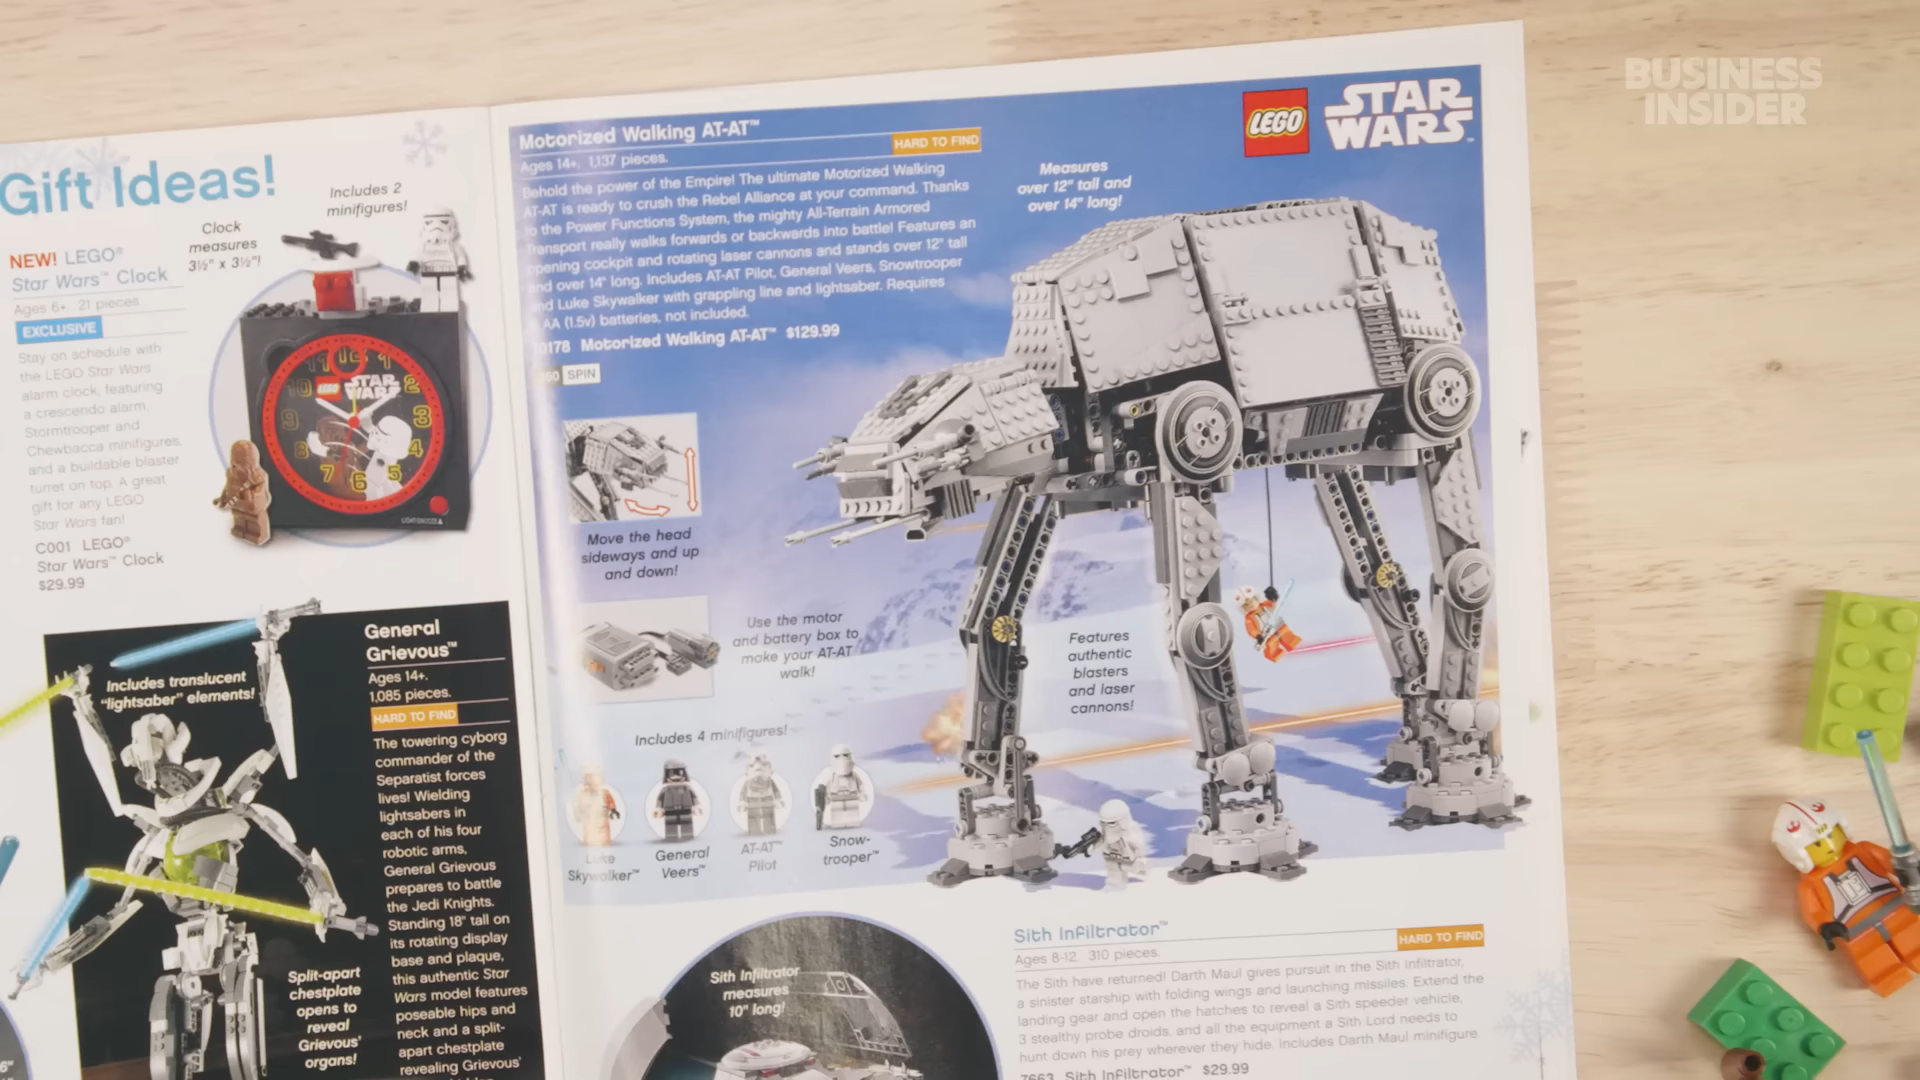 BUSINESS
INSIDER
Gift Ideas!
Includes 2
minifigures!
Clock
measures
3½" x 3½"!
NEW! LEGO®
Star Wars™ Clock
Ages 6+. 21 pieces.
EXCLUSIVE
Stay on schedule with
the LEGO Star Wars
alarm clock, featuring
a crescendo alarm,
Stormtrooper and
Chewbacca minifigures,
and a buildable blaster
turret on top. A great
gift for any LEGO
Star Wars fan!
C001 LEGO®
Star Wars™ Clock
$29.99
LEGO STAR WARS
11 12 1
10 2
9 3
8 4
7 6 5
General
Grievous™
Ages 14+.
1,085 pieces.
HARD TO FIND
The towering cyborg
commander of the
Separatist forces
lives! Wielding
lightsabers in
each of his four
robotic arms,
General Grievous
prepares to battle
the Jedi Knights.
Standing 18" tall on
its rotating display
base and plaque,
this authentic Star
Wars model features
poseable hips and
neck and a split-
apart chestplate
revealing Grievous'
Includes translucent
"lightsaber" elements!
Split-apart
chestplate
opens to
reveal
Grievous'
organs!
Motorized Walking AT-AT™
HARD TO FIND
Ages 14+. 1,137 pieces.
Behold the power of the Empire! The ultimate Motorized Walking
AT-AT is ready to crush the Rebel Alliance at your command. Thanks
to the Power Functions System, the mighty All-Terrain Armored
Transport really walks forwards or backwards into battle! Features an
opening cockpit and rotating laser cannons and stands over 12" tall
and over 14" long. Includes AT-AT Pilot, General Veers, Snowtrooper
and Luke Skywalker with grappling line and lightsaber. Requires
AA (1.5v) batteries, not included.
10178 Motorized Walking AT-AT™ $129.99
SPIN
LEGO
STAR
WARS
Measures
over 12" tall and
over 14" long!
Move the head
sideways and up
and down!
Use the motor
and battery box to
make your AT-AT
walk!
Features
authentic
blasters
and laser
cannons!
Includes 4 minifigures!
Luke
Skywalker™
General
Veers™
AT-AT™
Pilot
Snow-
trooper™
Sith Infiltrator
measures
10" long!
Sith Infiltrator™
HARD TO FIND
Ages 8-12. 310 pieces.
The Sith have returned! Darth Maul gives pursuit in the Sith Infiltrator,
a sinister starship with folding wings and launching missiles. Extend the
landing gear and open the hatches to reveal a Sith speeder vehicle,
3 stealthy probe droids, and all the equipment a Sith Lord needs to
hunt down his prey wherever they hide. Includes Darth Maul minifigure.
7663 Sith Infiltrator™ $29.99